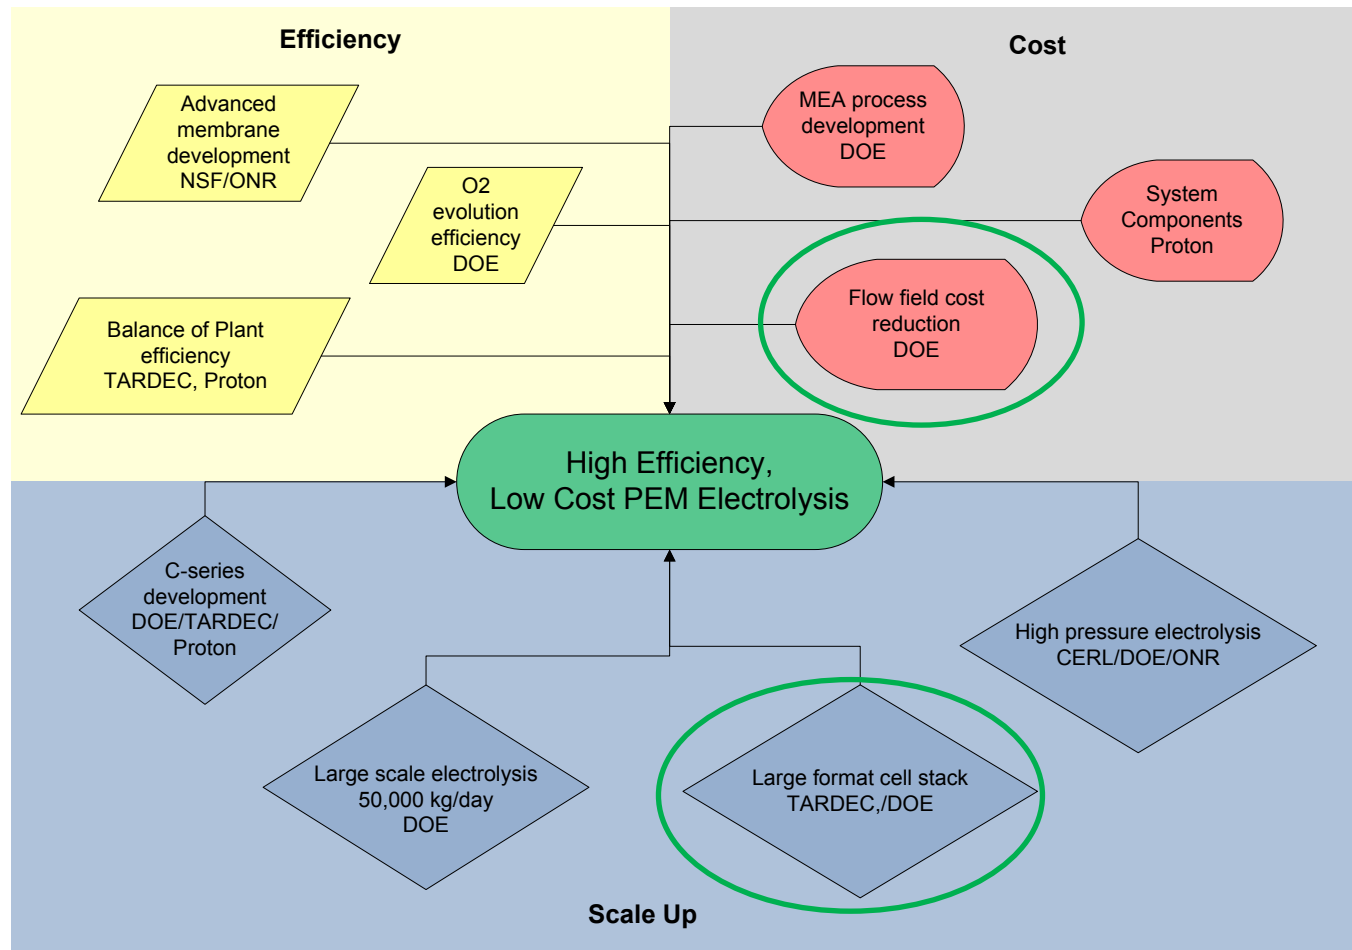 Efficiency
Cost
Advanced
membrane
development
NSF/ONR
O2
evolution
efficiency
DOE
Balance of Plant
efficiency
TARDEC, Proton
MEA process
development
DOE
System
Components
Proton
Flow field cost
reduction
DOE
High Efficiency,
Low Cost PEM Electrolysis
C-series
development
DOE/TARDEC/
Proton
Large scale electrolysis
50,000 kg/day
DOE
Large format cell stack
TARDEC,/DOE
High pressure electrolysis
CERL/DOE/ONR
Scale Up